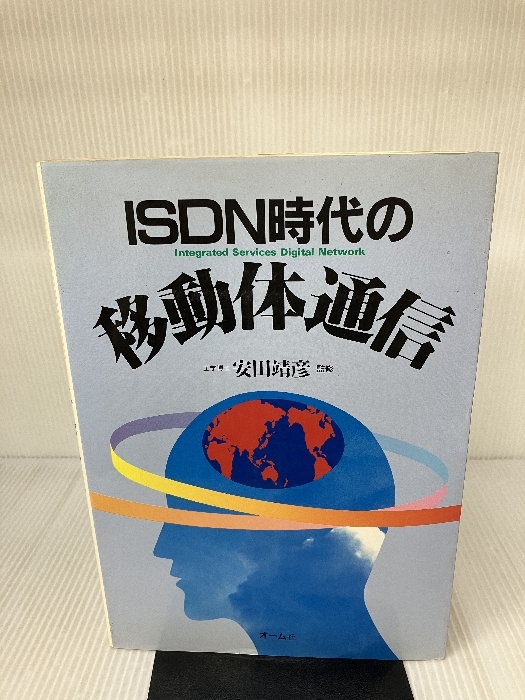 ISDN時代の
Integrated Services Digital Network
移動体通信
工学博士 安田靖彦 監修
オーム社